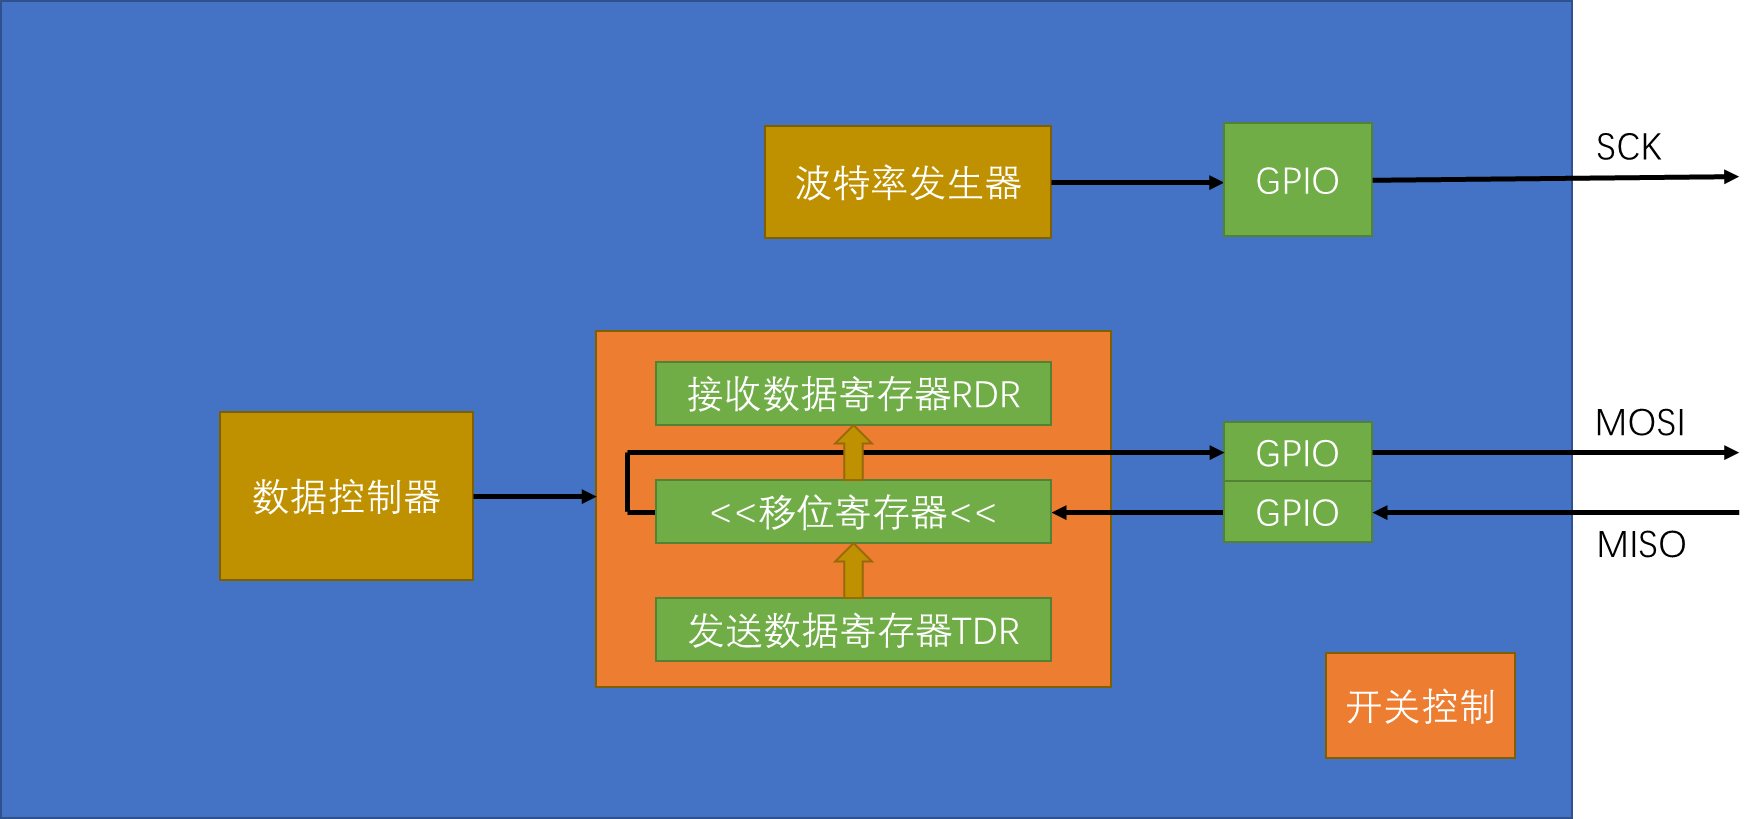 波特率发生器
GPIO
SCK
接收数据寄存器RDR
数据控制器
<<移位寄存器<<
发送数据寄存器TDR
GPIO
GPIO
MOSI
MISO
开关控制